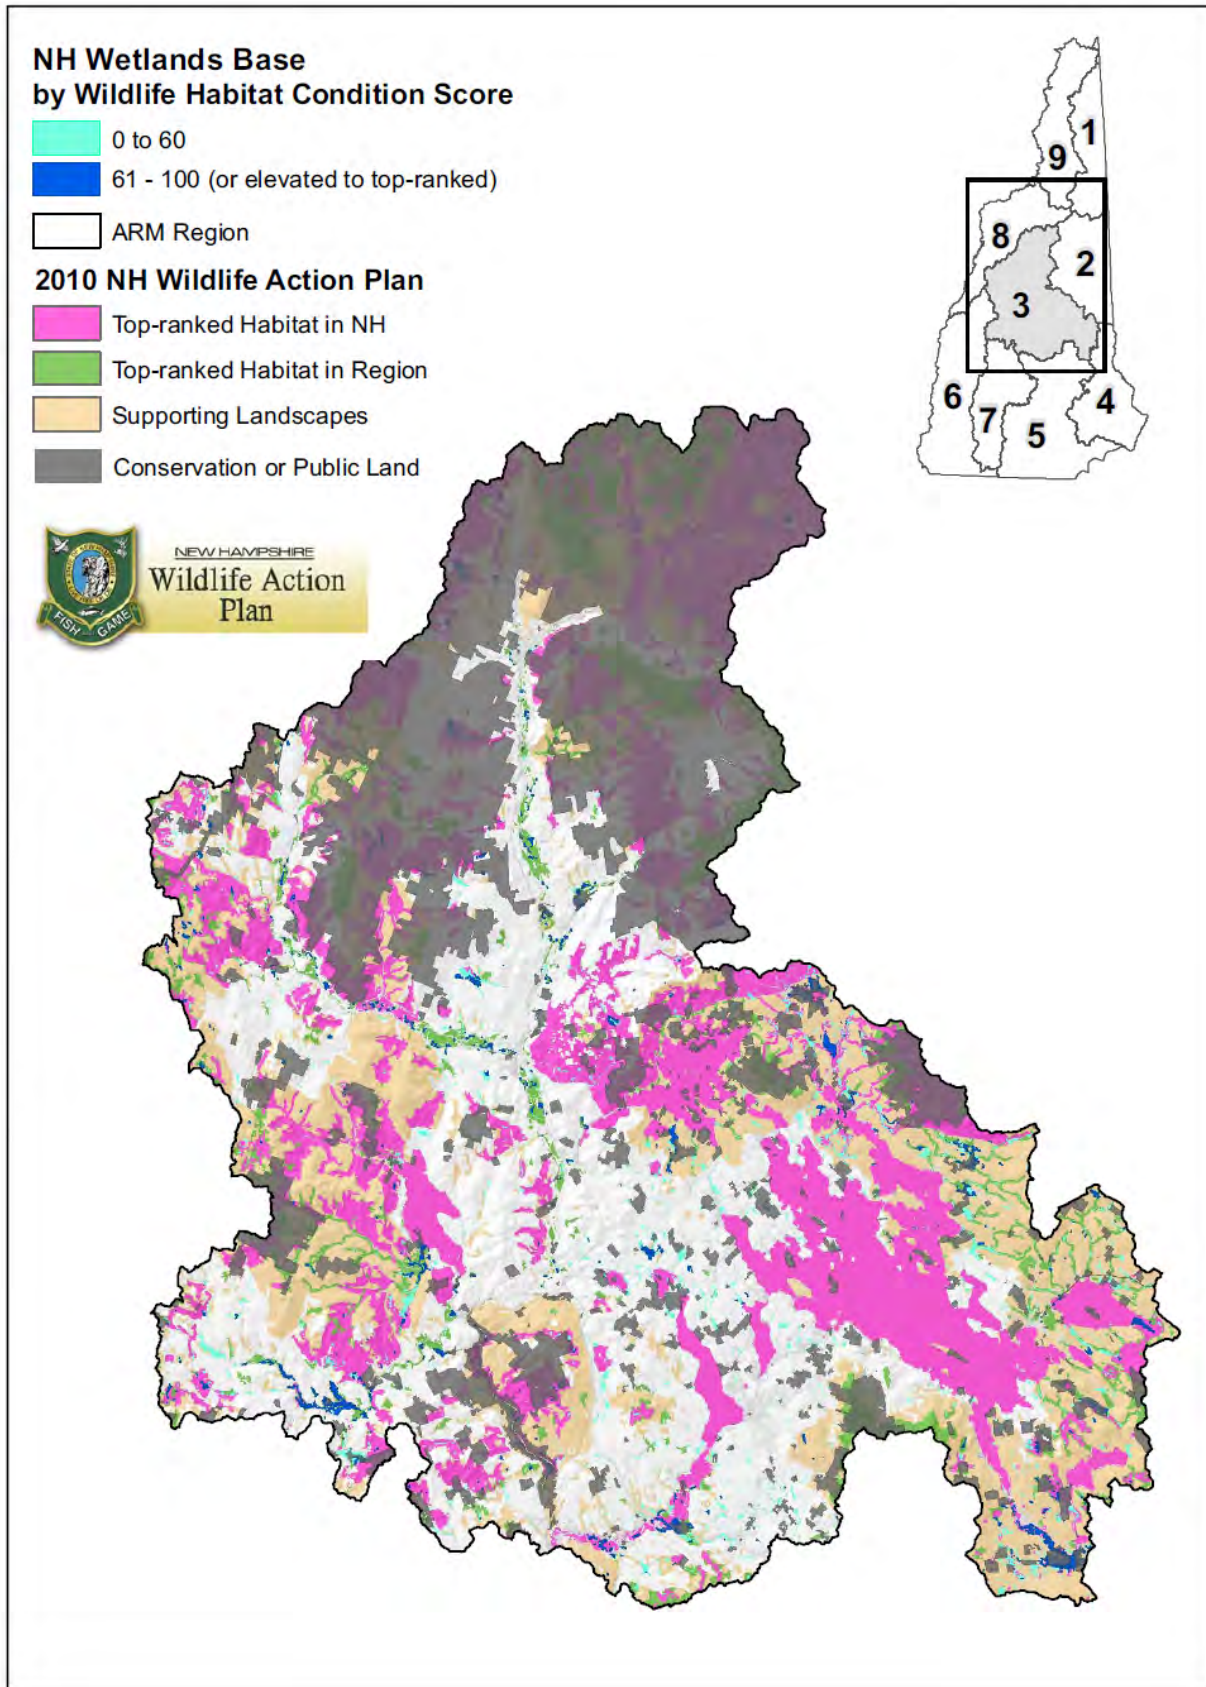 NH Wetlands Base
by Wildlife Habitat Condition Score
0 to 60
61 - 100 (or elevated to top-ranked)
ARM Region
2010 NH Wildlife Action Plan
Top-ranked Habitat in NH
Top-ranked Habitat in Region
Supporting Landscapes
Conservation or Public Land
NEW HAMPSHIRE
Wildlife Action
Plan
FISH AND GAME
1
9
8
2
3
6
7
5
4